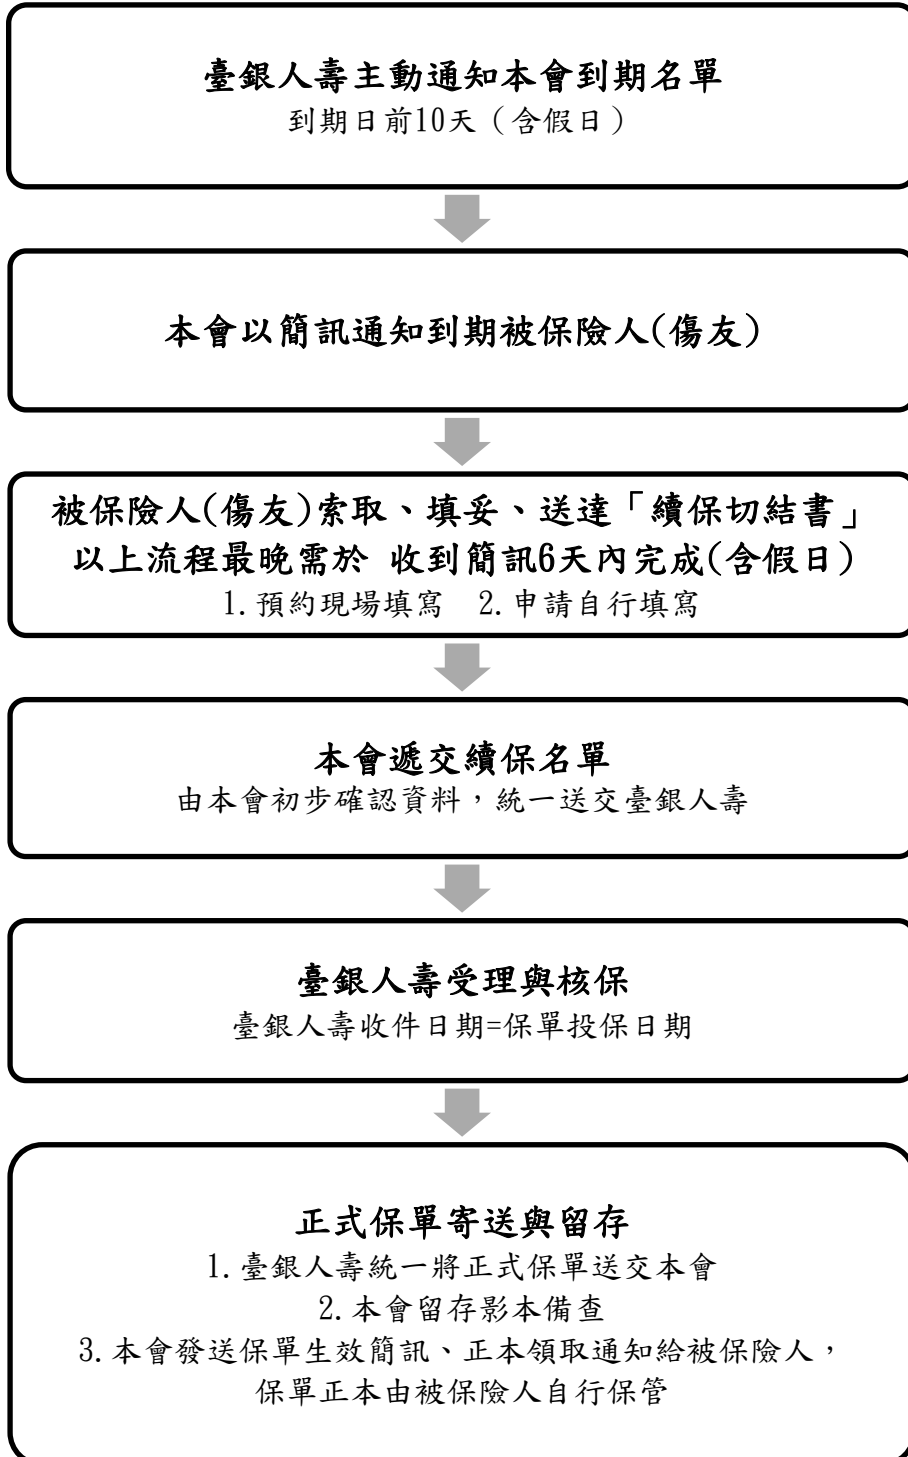 臺銀人壽主動通知本會到期名單
到期日前10天（含假日）
本會以簡訊通知到期被保險人(傷友)
被保險人(傷友)索取、填妥、送達「續保切結書」
以上流程最晚需於 收到簡訊6天內完成(含假日)
1.預約現場填寫　2.申請自行填寫
本會遞交續保名單
由本會初步確認資料，統一送交臺銀人壽
臺銀人壽受理與核保
臺銀人壽收件日期=保單投保日期
正式保單寄送與留存
1.臺銀人壽統一將正式保單送交本會
2.本會留存影本備查
3.本會發送保單生效簡訊、正本領取通知給被保險人，
保單正本由被保險人自行保管